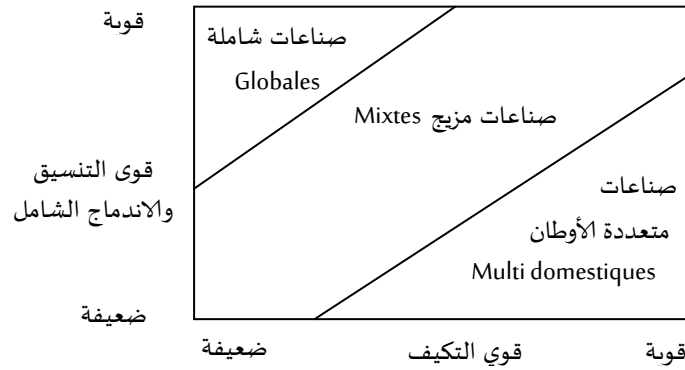 قوية
صناعات شاملة
Globales
صناعات مزيج Mixtes
قوى التنسيق
والاندماج الشامل
صناعات
متعددة الأوطان
Multi domestiques
ضعيفة
ضعيفة
قوي التكيف
قوية